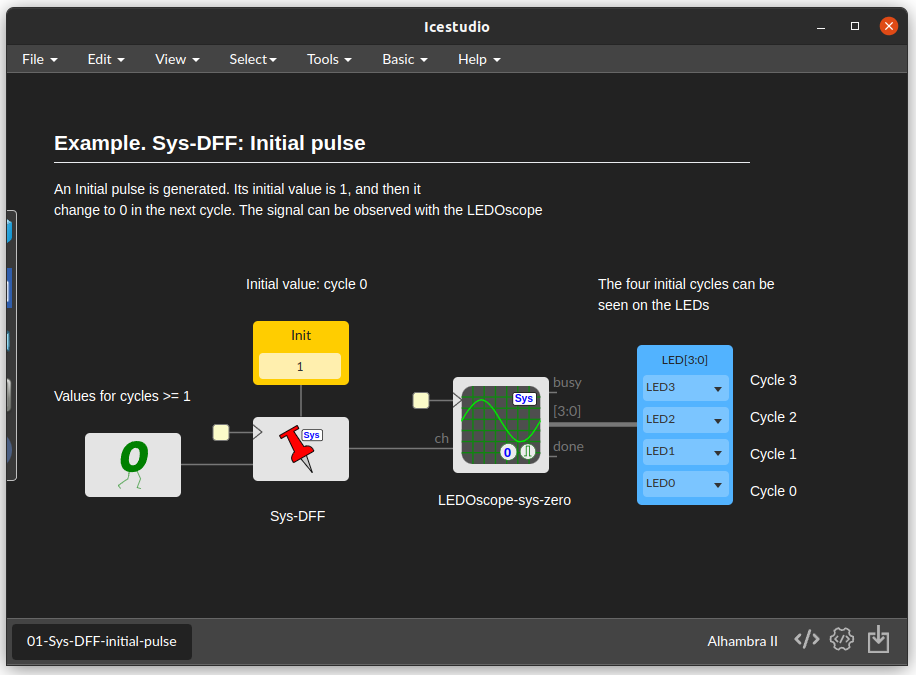 Icestudio
File Edit View Select Tools Basic Help
Example. Sys-DFF: Initial pulse
An Initial pulse is generated. Its initial value is 1, and then it
change to 0 in the next cycle. The signal can be observed with the LEDOscope
Initial value: cycle 0
The four initial cycles can be
seen on the LEDs
Init
1
Values for cycles >= 1
0
Sys
Sys-DFF
ch
Sys
0
busy
[3:0]
done
LEDOscope-sys-zero
LED[3:0]
LED3
LED2
LED1
LED0
Cycle 3
Cycle 2
Cycle 1
Cycle 0
01-Sys-DFF-initial-pulse
Alhambra II